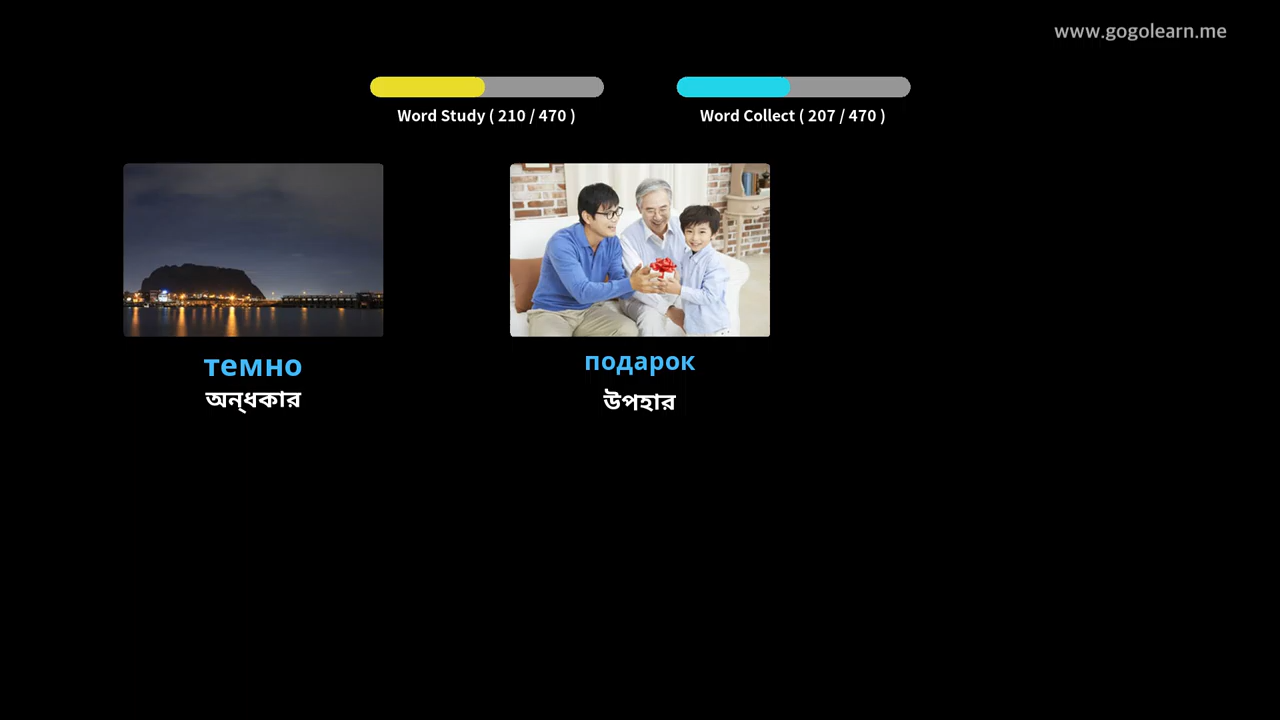 www.gogolearn.me
Word Study ( 210 / 470 )
Word Collect ( 207 / 470 )
темно
подарок
অন্ধকার
উপহার